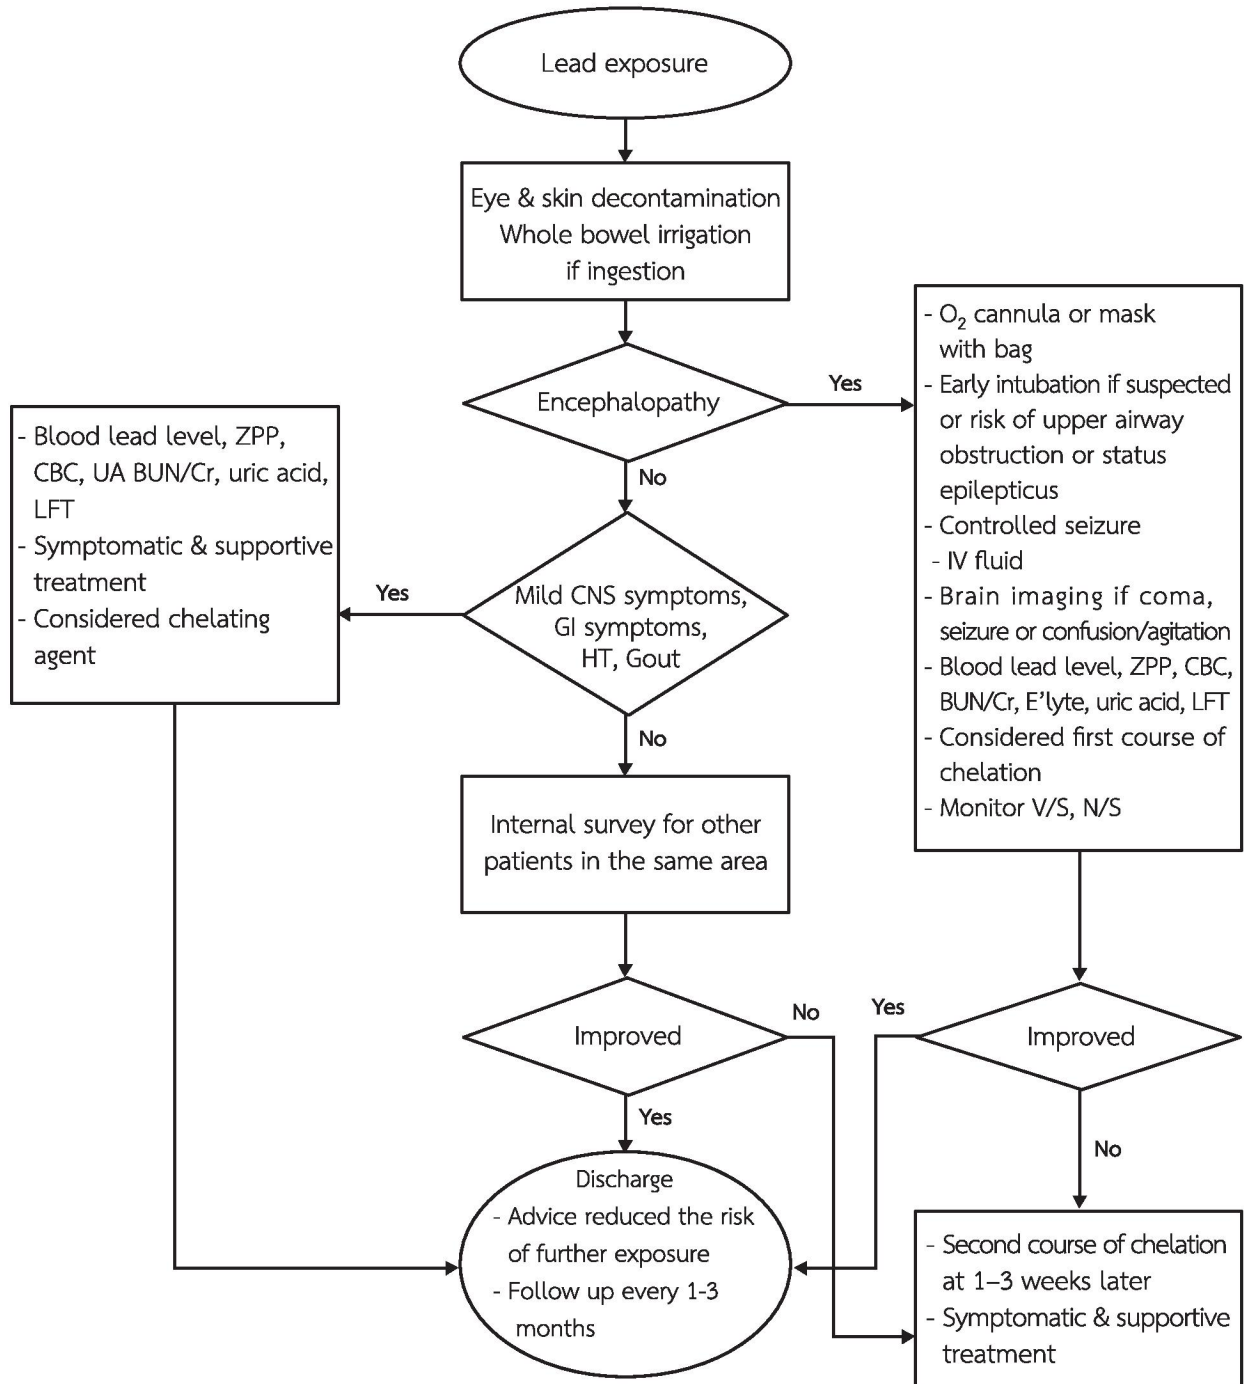 Lead exposure
Eye & skin decontamination
Whole bowel irrigation
if ingestion
Encephalopathy
Yes
- O₂ cannula or mask
with bag
- Early intubation if suspected
or risk of upper airway
obstruction or status
epilepticus
- Controlled seizure
- IV fluid
- Brain imaging if coma,
seizure or confusion/agitation
- Blood lead level, ZPP, CBC,
BUN/Cr, E'lyte, uric acid, LFT
- Considered first course of
chelation
- Monitor V/S, N/S
No
Mild CNS symptoms,
GI symptoms,
HT, Gout
Yes
- Blood lead level, ZPP,
CBC, UA BUN/Cr, uric acid,
LFT
- Symptomatic & supportive
treatment
- Considered chelating
agent
No
Internal survey for other
patients in the same area
Improved
No
Yes
Improved
Yes
No
Discharge
- Advice reduced the risk
of further exposure
- Follow up every 1-3
months
- Second course of chelation
at 1–3 weeks later
- Symptomatic & supportive
treatment